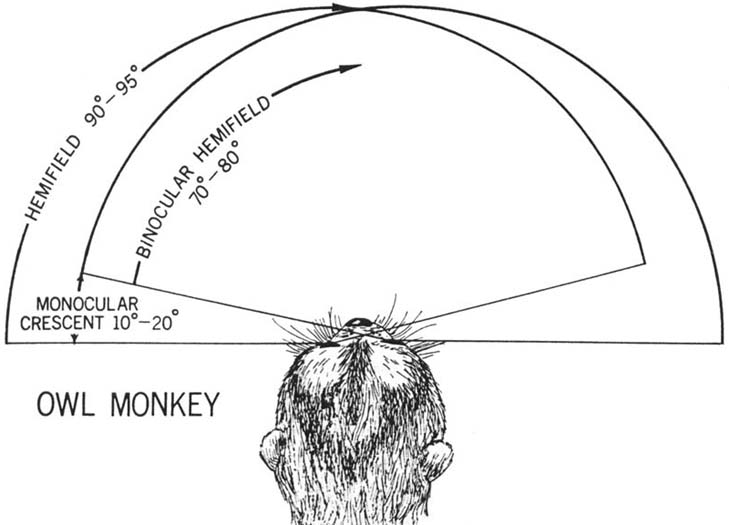 HEMIFIELD 90°–95°
BINOCULAR HEMIFIELD
70°–80°
MONOCULAR
CRESCENT 10°–20°
OWL MONKEY